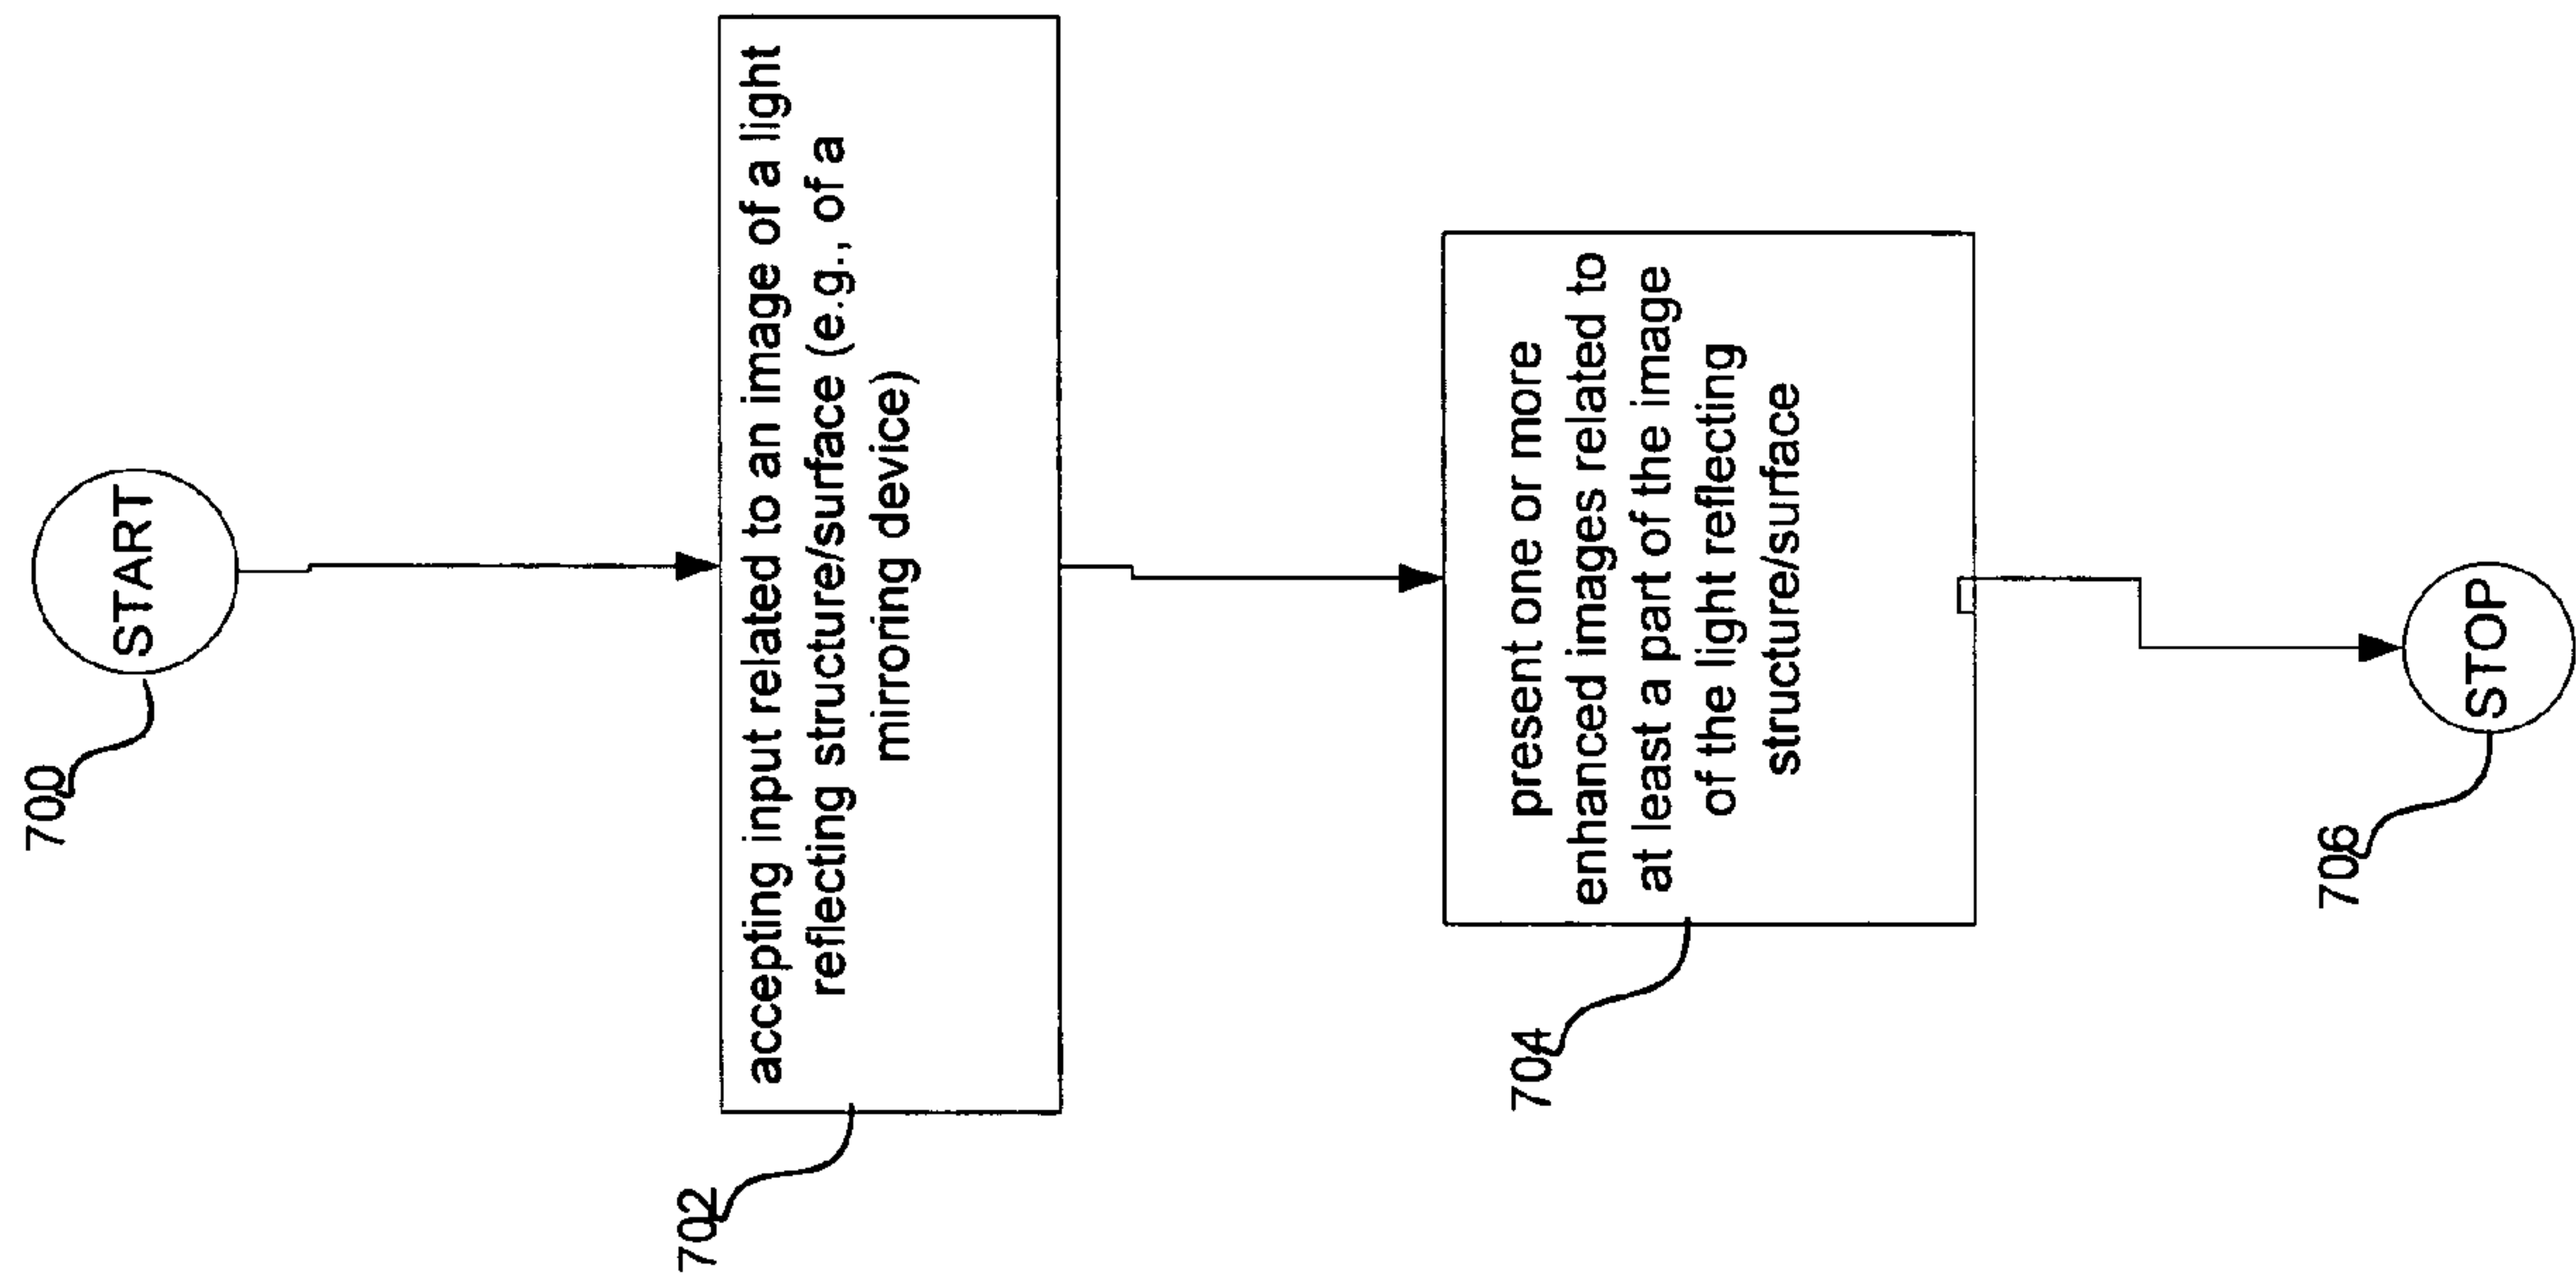 700
START
702
accepting input related to an image of a light
reflecting structure/surface (e.g., of a
mirroring device)
704
present one or more
enhanced images related to
at least a part of the image
of the light reflecting
structure/surface
706
STOP